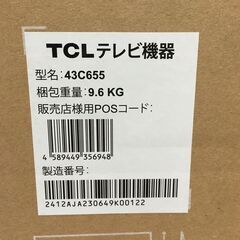 TCLテレビ機器
型名: 43C655
梱包重量: 9.6 KG
販売店様用POSコード:
4 589449 356948
製造番号:
2412AJA230649K00122